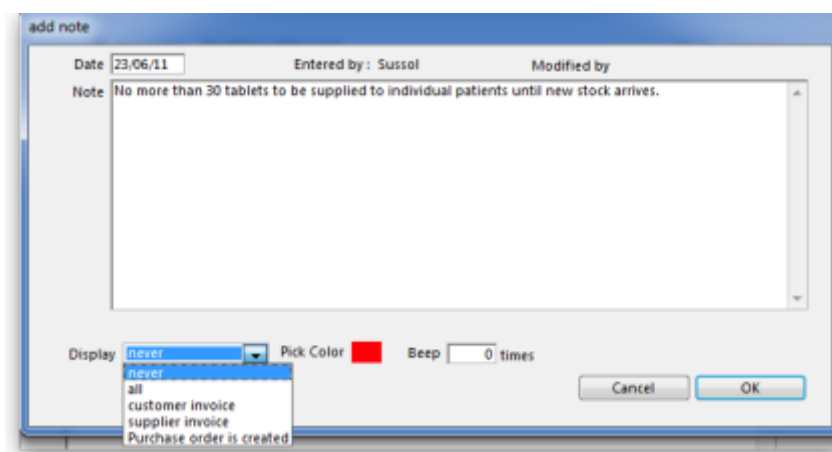 add note
Date 23/06/11 Entered by : Sussol Modified by
Note No more than 30 tablets to be supplied to individual patients until new stock arrives.
Display never Pick Color Beep 0 times
never
all
customer invoice
supplier invoice
Purchase order is created
Cancel OK